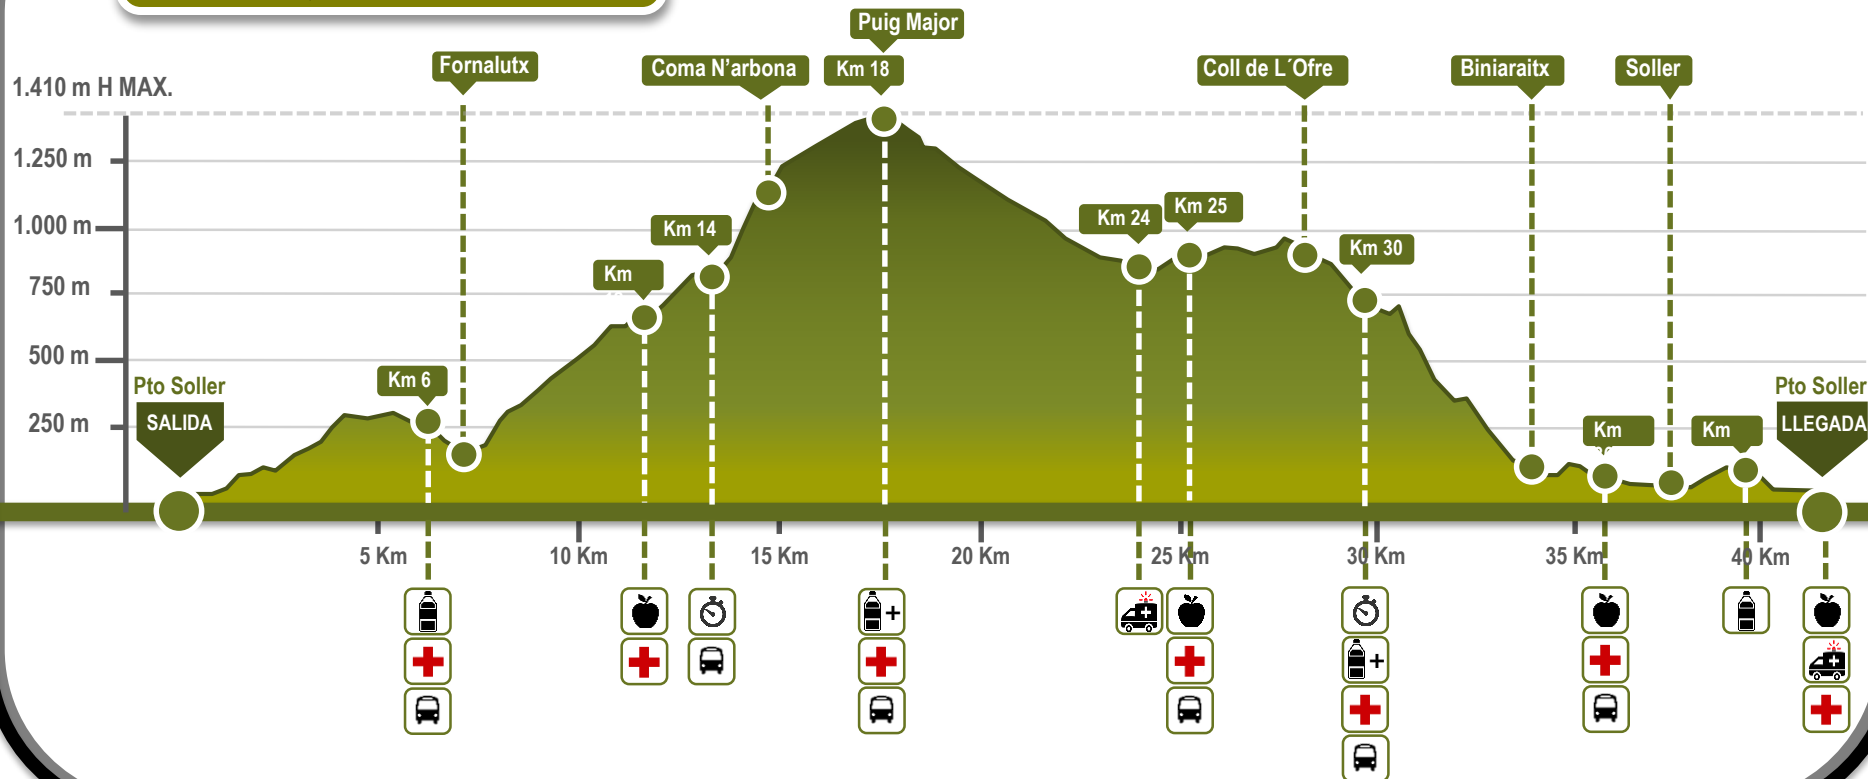 Puig Major
Fornalutx
Coma N’arbona
Km 18
Coll de L´Ofre
Biniaraitx
Soller
1.410 m H MAX.
1.250 m
1.000 m
750 m
500 m
250 m
Km 14
Km 24
Km 25
Km 30
Km
Km 6
Pto Soller
SALIDA
Km
Km
Pto Soller
LLEGADA
5 Km
10 Km
15 Km
20 Km
25 Km
30 Km
35 Km
40 Km
+
+